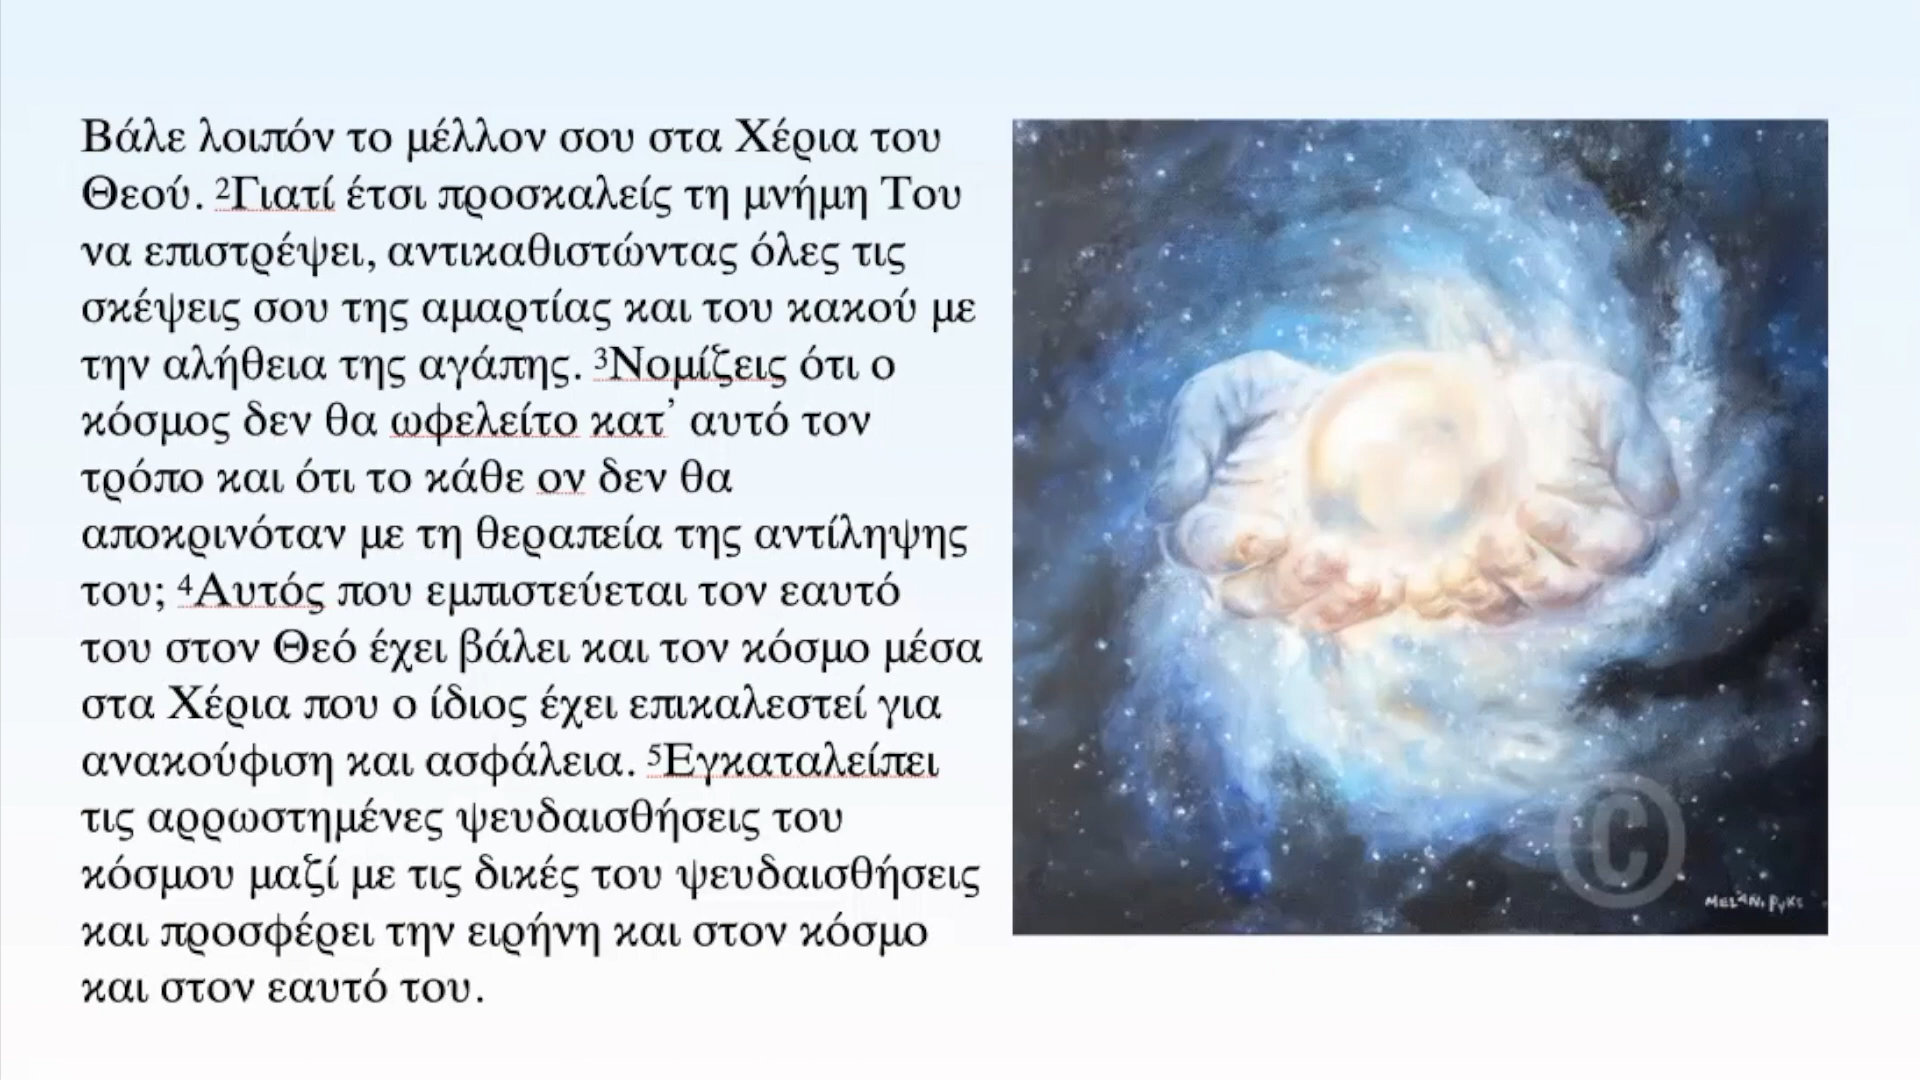 Βάλε λοιπόν το μέλλον σου στα Χέρια του
Θεού. ²Γιατί έτσι προσκαλείς τη μνήμη Του
να επιστρέψει, αντικαθιστώντας όλες τις
σκέψεις σου της αμαρτίας και του κακού με
την αλήθεια της αγάπης. ³Νομίζεις ότι ο
κόσμος δεν θα ωφελείτο κατ’ αυτό τον
τρόπο και ότι το κάθε ον δεν θα
αποκρινόταν με τη θεραπεία της αντίληψης
του; ⁴Αυτός που εμπιστεύεται τον εαυτό
του στον Θεό έχει βάλει και τον κόσμο μέσα
στα Χέρια που ο ίδιος έχει επικαλεστεί για
ανακούφιση και ασφάλεια. ⁵Εγκαταλείπει
τις αρρωστημένες ψευδαισθήσεις του
κόσμου μαζί με τις δικές του ψευδαισθήσεις
και προσφέρει την ειρήνη και στον κόσμο
και στον εαυτό του.
©
MELANI PYKE